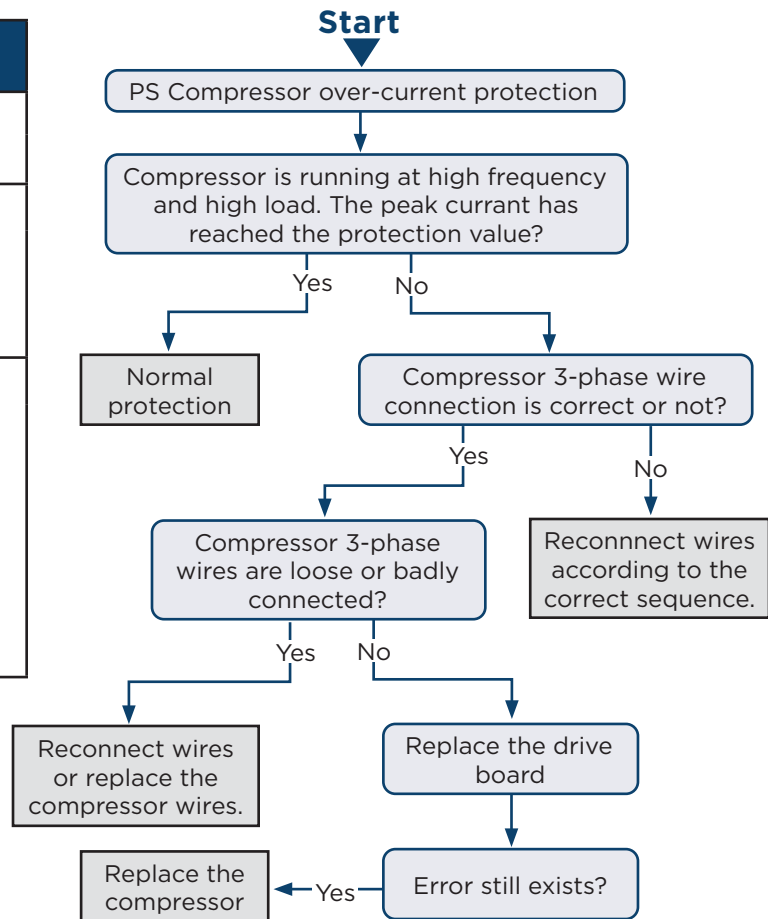 Start
PS Compressor over-current protection
Compressor is running at high frequency
and high load. The peak currant has
reached the protection value?
Yes
No
Normal
protection
Compressor 3-phase wire
connection is correct or not?
Yes
No
Compressor 3-phase
wires are loose or badly
connected?
Reconnnect wires
according to the
correct sequence.
Yes
No
Reconnect wires
or replace the
compressor wires.
Replace the drive
board
Replace the
compressor
Yes
Error still exists?